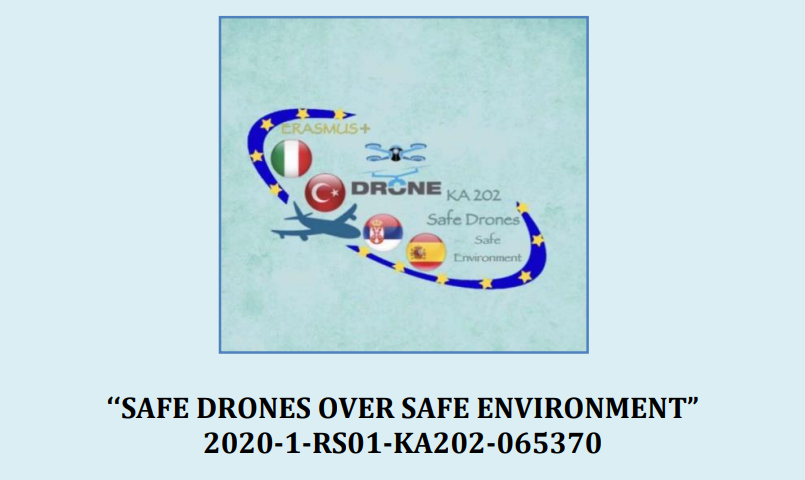 ERASMUS+
DRONE
KA 202
Safe Drones
Safe
Environment
‘‘SAFE DRONES OVER SAFE ENVIRONMENT”
2020-1-RS01-KA202-065370